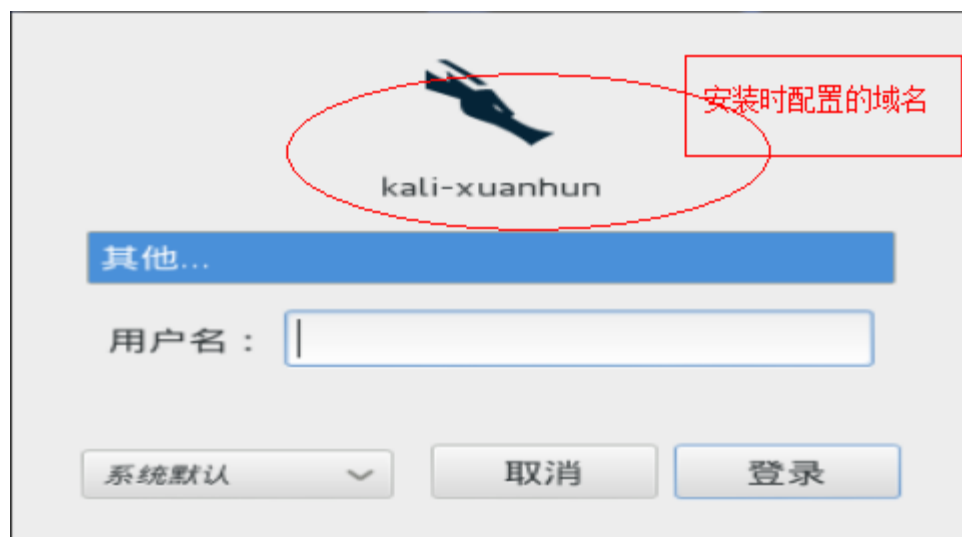 安装时配置的域名
kali-xuanhun
其他...
用户名：
系统默认
取消
登录